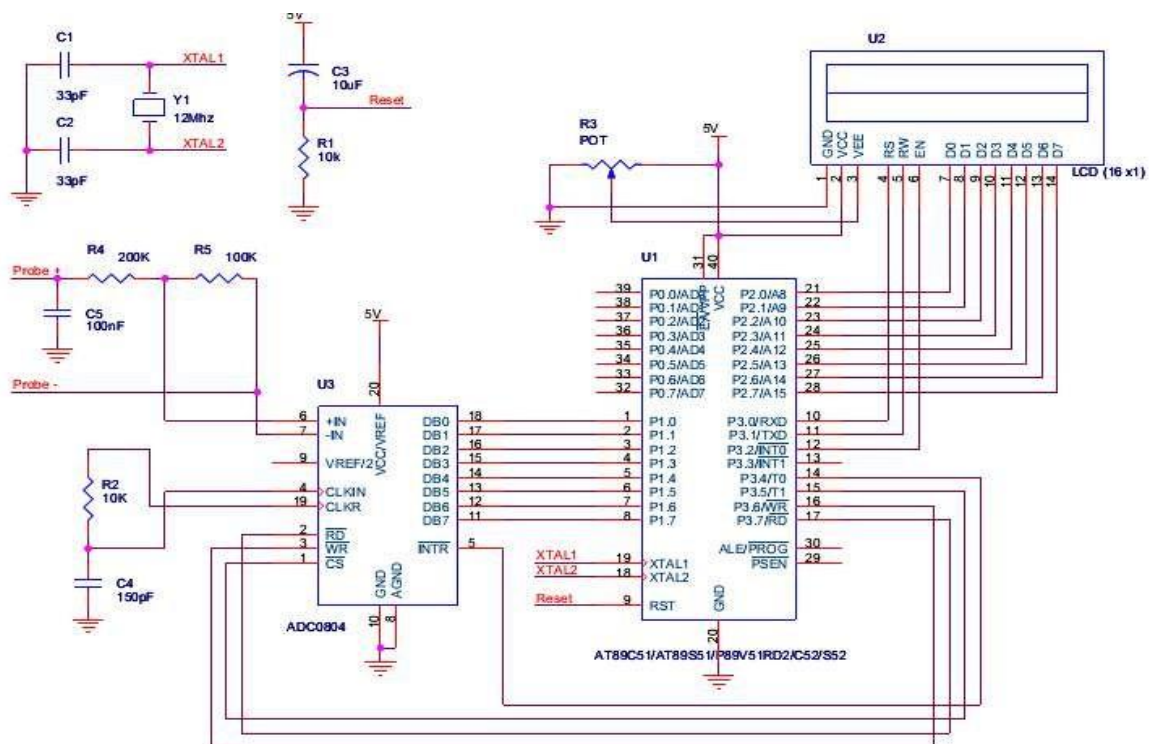 5V
C1
XTAL1
33pF
Y1
12Mhz
C2
XTAL2
33pF
C3
10uF
Reset
R1
10k
U2
GND
VCC
VEE
RS
RW
EN
D0
D1
D2
D3
D4
D5
D6
D7
1
2
3
4
5
6
7
8
9
10
11
12
13
14
LCD (16 x1)
5V
R3
POT
Probe +
R4
200K
R5
100K
C5
100nF
Probe -
5V
U3
20
VCC/VREF
6 +IN
7 -IN
9 VREF/2
4 CLKIN
19 CLKR
2 RD
3 WR
1 CS
DB0 18
DB1 17
DB2 16
DB3 15
DB4 14
DB5 13
DB6 12
DB7 11
INTR 5
GND
AGND
10
8
ADC0804
R2
10K
C4
150pF
U1
31
40
EA/VPP
VCC
39 P0.0/AD0
38 P0.1/AD1
37 P0.2/AD2
36 P0.3/AD3
35 P0.4/AD4
34 P0.5/AD5
33 P0.6/AD6
32 P0.7/AD7
1 P1.0
2 P1.1
3 P1.2
4 P1.3
5 P1.4
6 P1.5
7 P1.6
8 P1.7
XTAL1 19 XTAL1
XTAL2 18 XTAL2
Reset 9 RST
P2.0/A8 21
P2.1/A9 22
P2.2/A10 23
P2.3/A11 24
P2.4/A12 25
P2.5/A13 26
P2.6/A14 27
P2.7/A15 28
P3.0/RXD 10
P3.1/TXD 11
P3.2/INT0 12
P3.3/INT1 13
P3.4/T0 14
P3.5/T1 15
P3.6/WR 16
P3.7/RD 17
ALE/PROG 30
PSEN 29
GND
20
AT89C51/AT89S51/P89V51RD2/C52/S52